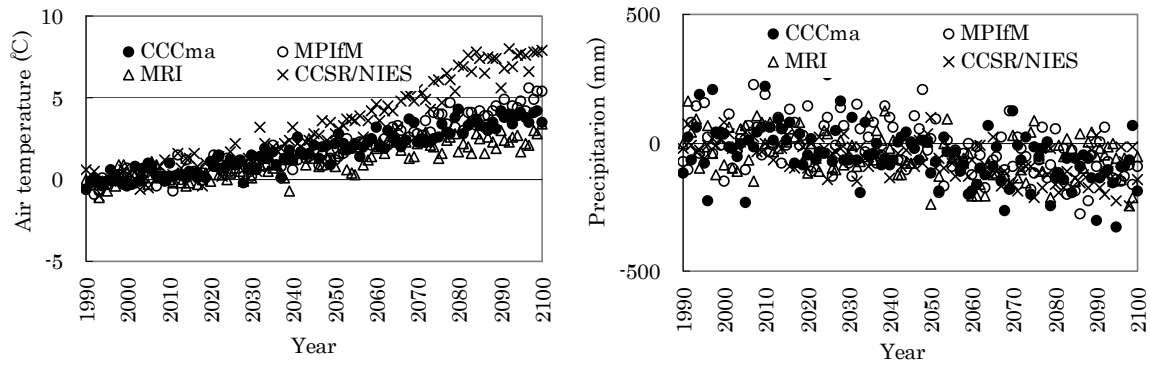 10
5
0
-5
Air temperature (℃)
CCCma
MPIfM
MRI
CCSR/NIES
1990
2000
2010
2020
2030
2040
2050
2060
2070
2080
2090
2100
Year
500
0
-500
Precipitarion (mm)
CCCma
MPIfM
MRI
CCSR/NIES
1990
2000
2010
2020
2030
2040
2050
2060
2070
2080
2090
2100
Year